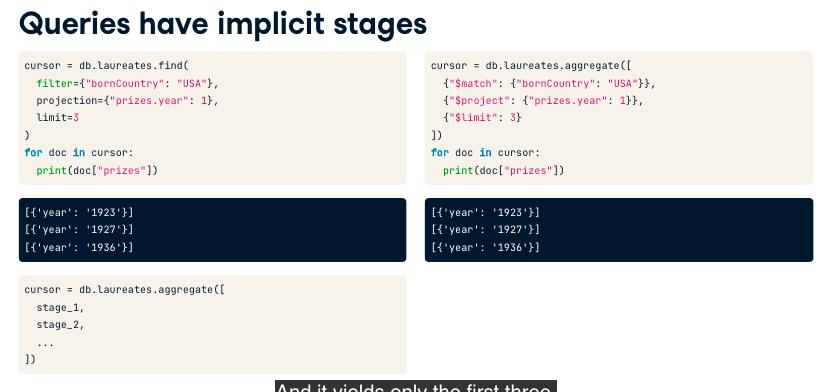 Queries have implicit stages
cursor = db.laureates.find(
filter={"bornCountry": "USA"},
projection={"prizes.year": 1},
limit=3
)
for doc in cursor:
print(doc["prizes"])
[{'year': '1923'}]
[{'year': '1927'}]
[{'year': '1936'}]
cursor = db.laureates.aggregate([
stage_1,
stage_2,
...
])
cursor = db.laureates.aggregate([
{"$match": {"bornCountry": "USA"}},
{"$project": {"prizes.year": 1}},
{"$limit": 3}
])
for doc in cursor:
print(doc["prizes"])
[{'year': '1923'}]
[{'year': '1927'}]
[{'year': '1936'}]
And it yields only the first three